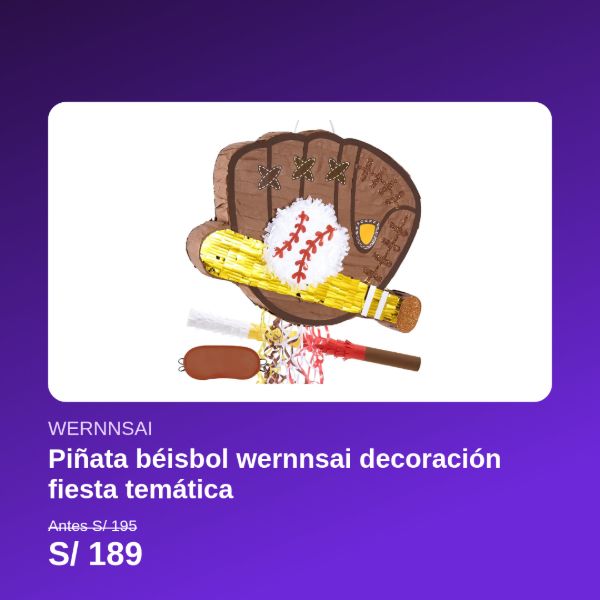 WERNNSAI
Piñata béisbol wernnsai decoración
fiesta temática
Antes S/ 195
S/ 189